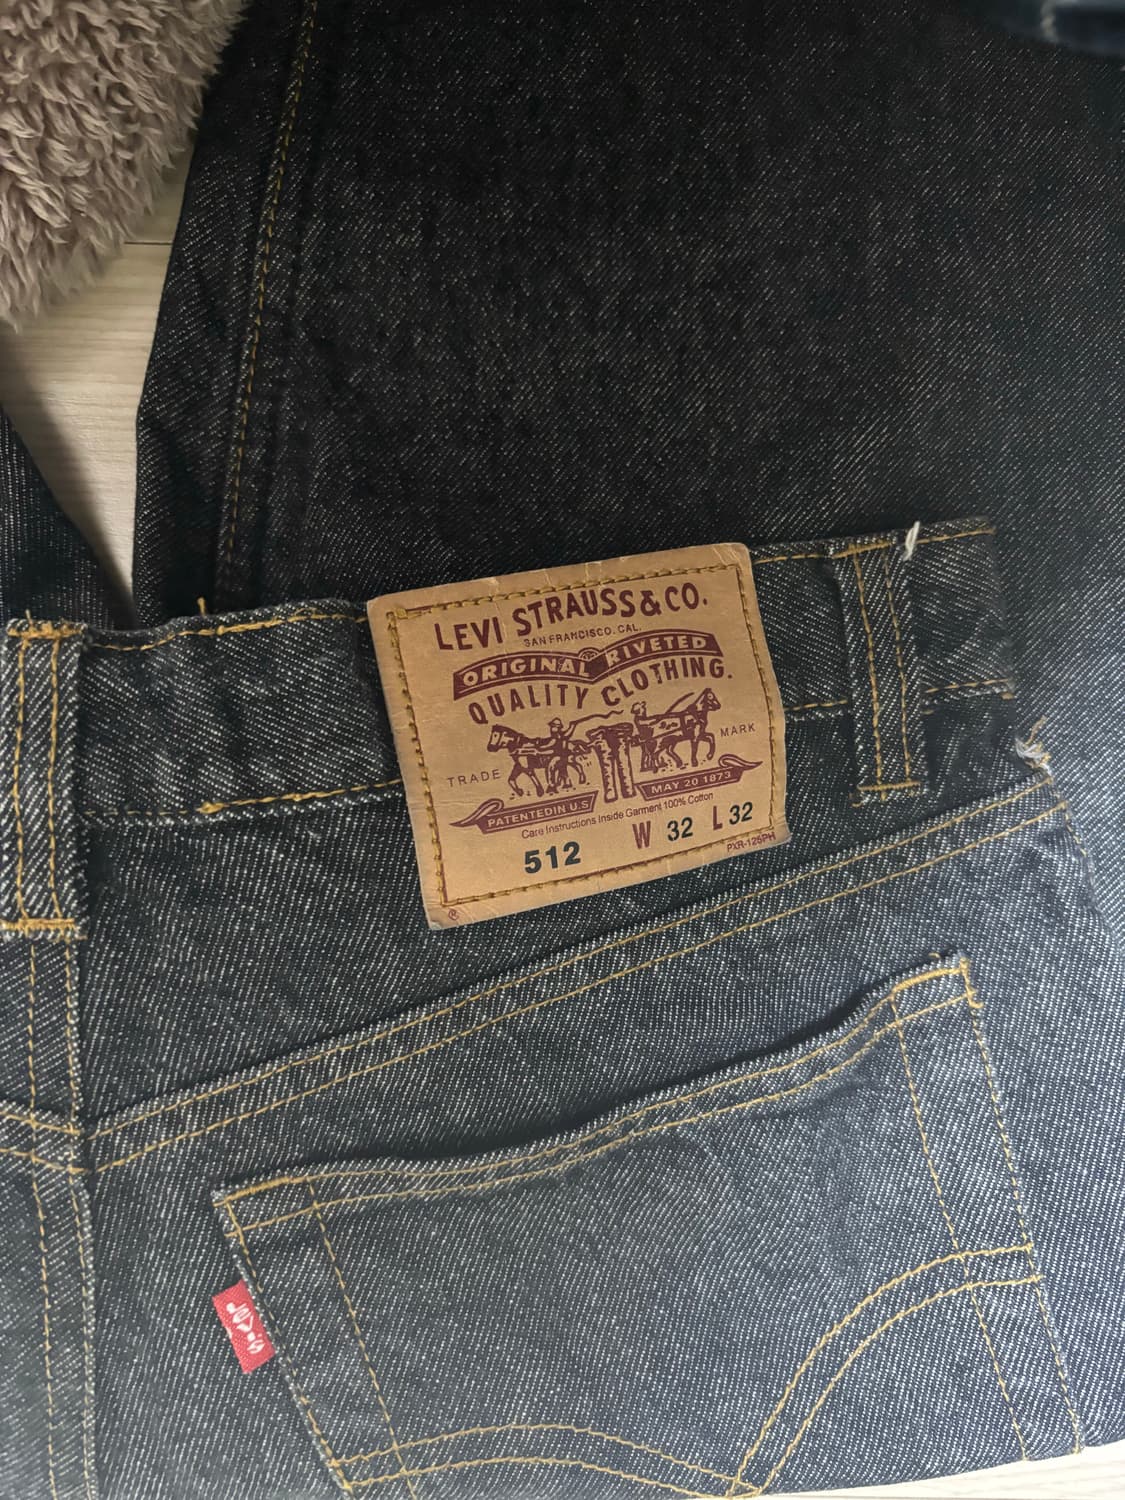 LEVI STRAUSS & CO.
SAN FRANCISCO. CAL.
ORIGINAL RIVETED
QUALITY CLOTHING.
TRADE MARK
PATENTEDIN U.S MAY 20 1873
Care Instructions Inside Garment 100% Cotton
512 W 32 L 32
PXR-125PH
®
Levi's